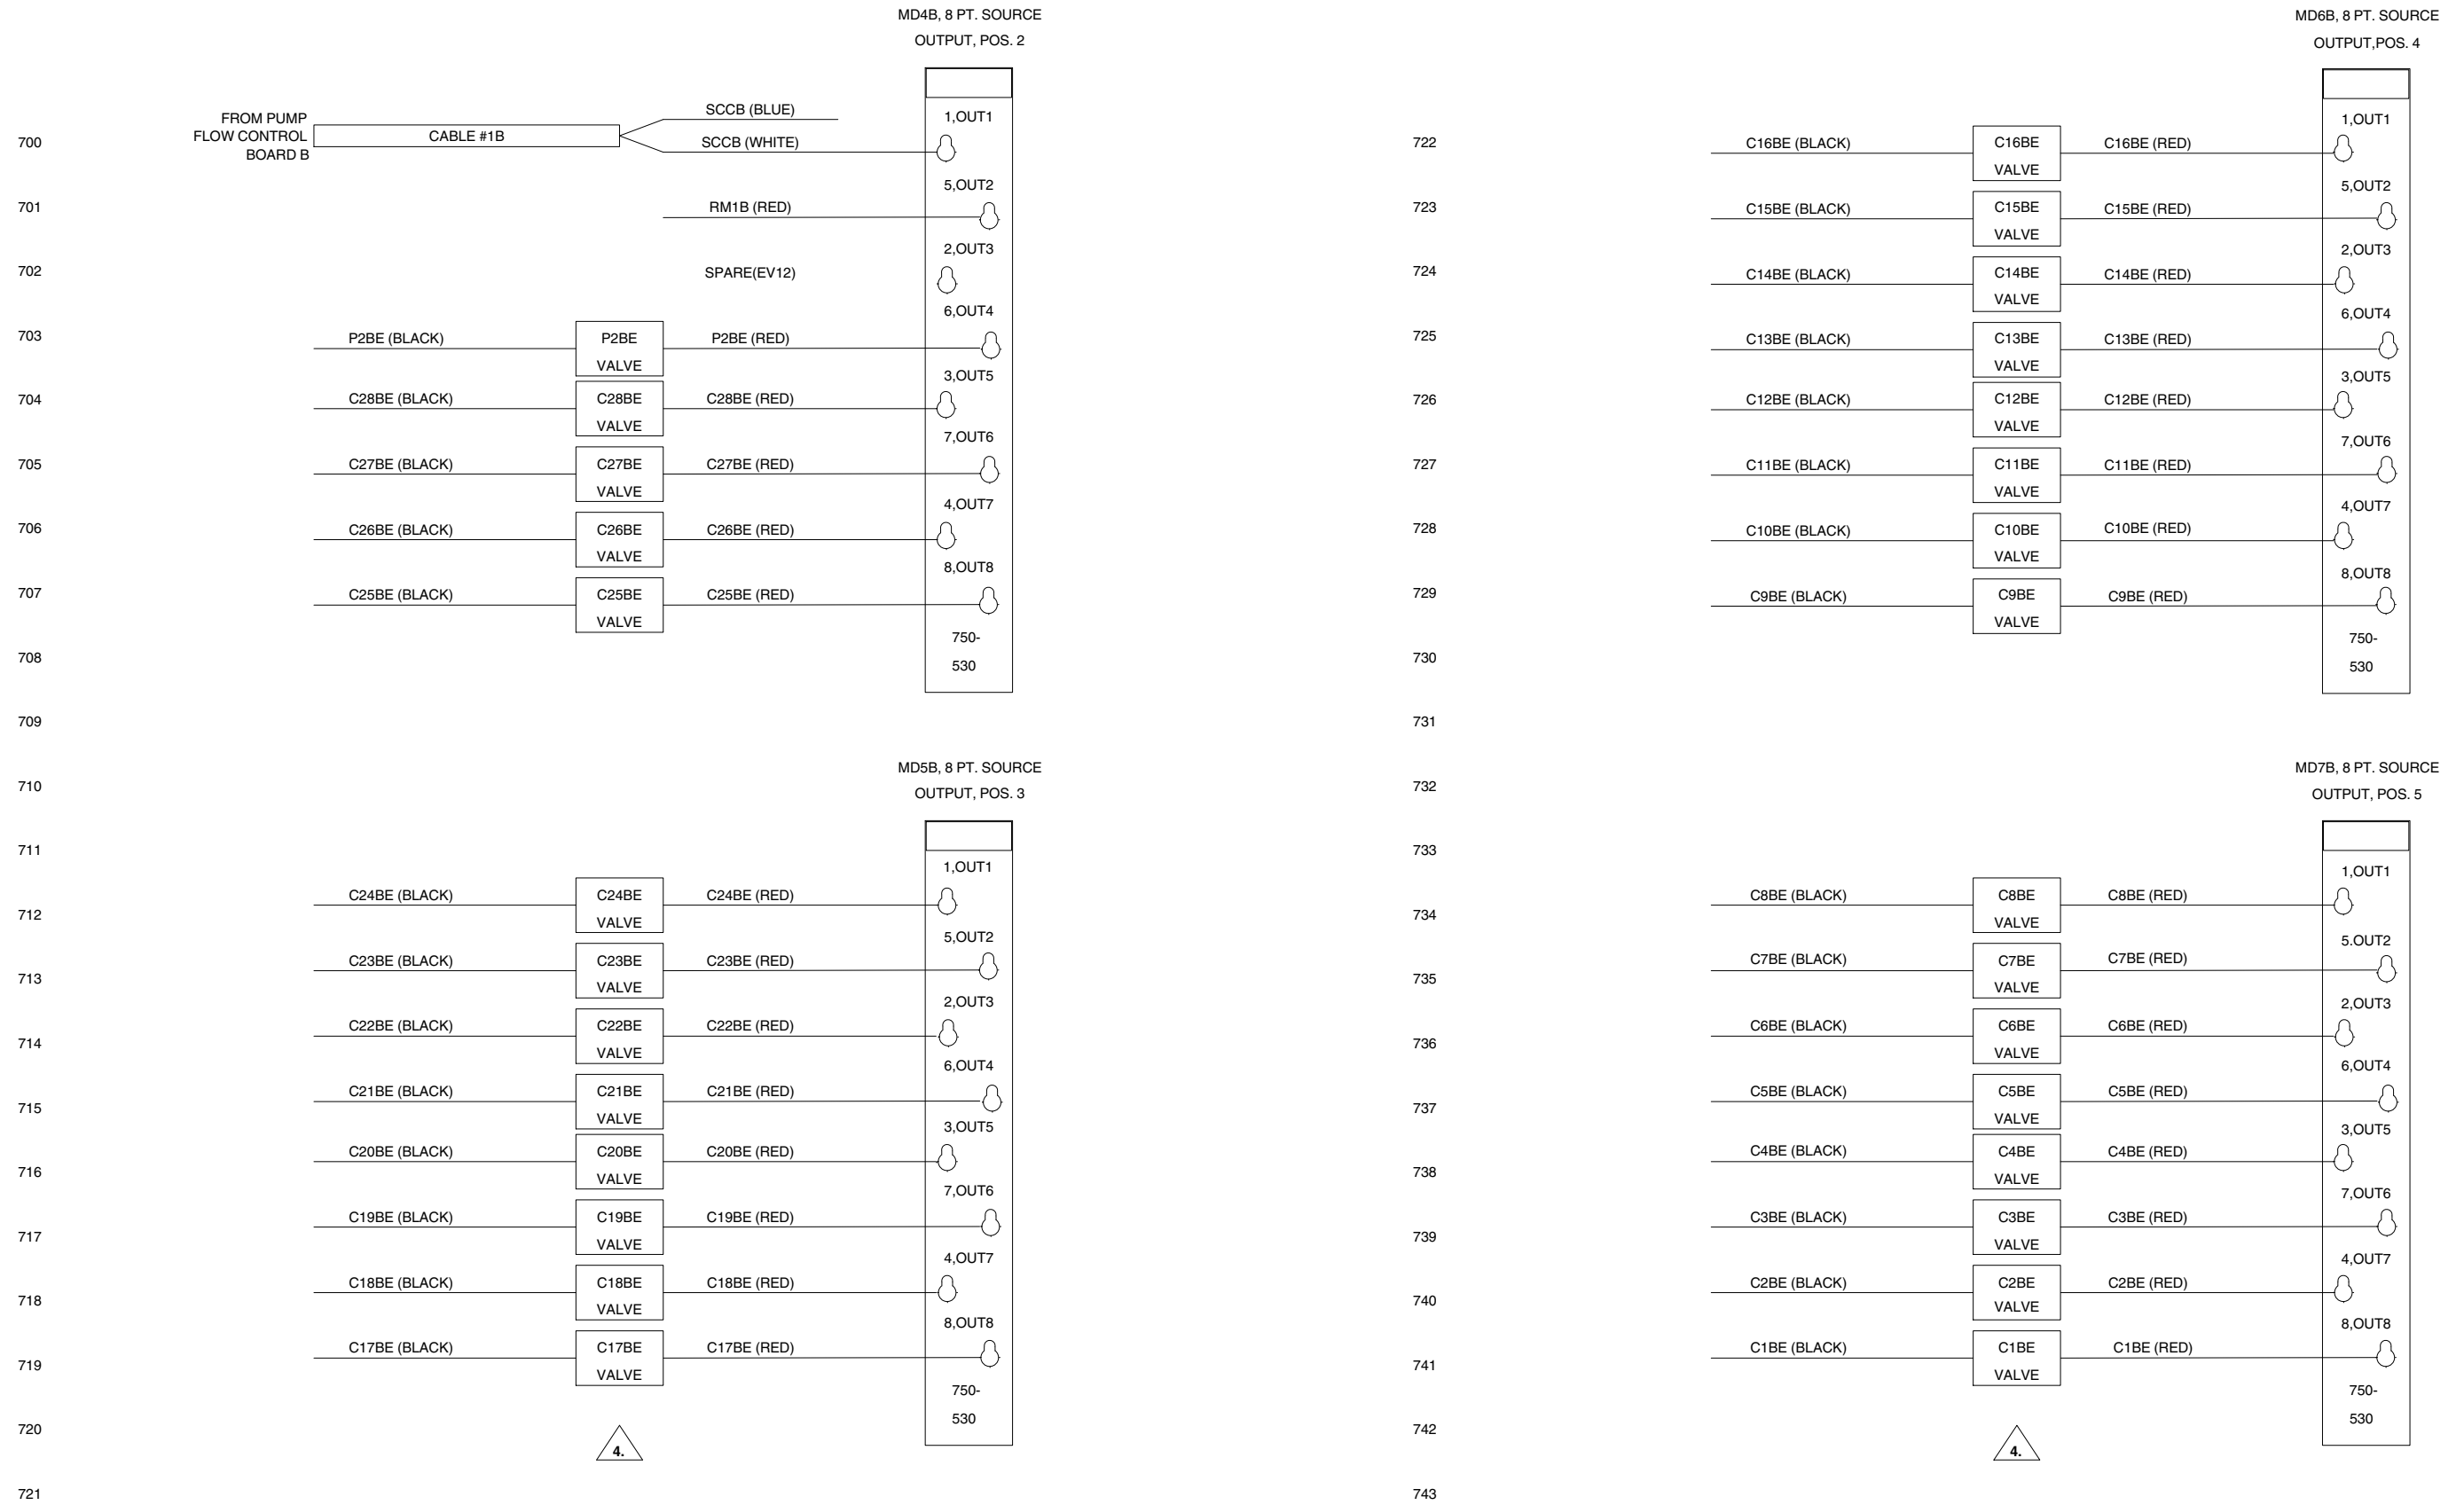 MD4B, 8 PT. SOURCE
OUTPUT, POS. 2
FROM PUMP
FLOW CONTROL
BOARD B
CABLE #1B
SCCB (BLUE)
SCCB (WHITE)
1,OUT1
700
5,OUT2
701
RM1B (RED)
2,OUT3
702
SPARE(EV12)
6,OUT4
703
P2BE (BLACK)
P2BE
VALVE
P2BE (RED)
3,OUT5
704
C28BE (BLACK)
C28BE
VALVE
C28BE (RED)
7,OUT6
705
C27BE (BLACK)
C27BE
VALVE
C27BE (RED)
4,OUT7
706
C26BE (BLACK)
C26BE
VALVE
C26BE (RED)
8,OUT8
707
C25BE (BLACK)
C25BE
VALVE
C25BE (RED)
750-
530
708
709
710
MD5B, 8 PT. SOURCE
OUTPUT, POS. 3
711
1,OUT1
712
C24BE (BLACK)
C24BE
VALVE
C24BE (RED)
5,OUT2
713
C23BE (BLACK)
C23BE
VALVE
C23BE (RED)
2,OUT3
714
C22BE (BLACK)
C22BE
VALVE
C22BE (RED)
6,OUT4
715
C21BE (BLACK)
C21BE
VALVE
C21BE (RED)
3,OUT5
716
C20BE (BLACK)
C20BE
VALVE
C20BE (RED)
7,OUT6
717
C19BE (BLACK)
C19BE
VALVE
C19BE (RED)
4,OUT7
718
C18BE (BLACK)
C18BE
VALVE
C18BE (RED)
8,OUT8
719
C17BE (BLACK)
C17BE
VALVE
C17BE (RED)
750-
530
720
4.
721
MD6B, 8 PT. SOURCE
OUTPUT,POS. 4
1,OUT1
722
C16BE (BLACK)
C16BE
VALVE
C16BE (RED)
5,OUT2
723
C15BE (BLACK)
C15BE
VALVE
C15BE (RED)
2,OUT3
724
C14BE (BLACK)
C14BE
VALVE
C14BE (RED)
6,OUT4
725
C13BE (BLACK)
C13BE
VALVE
C13BE (RED)
3,OUT5
726
C12BE (BLACK)
C12BE
VALVE
C12BE (RED)
7,OUT6
727
C11BE (BLACK)
C11BE
VALVE
C11BE (RED)
4,OUT7
728
C10BE (BLACK)
C10BE
VALVE
C10BE (RED)
8,OUT8
729
C9BE (BLACK)
C9BE
VALVE
C9BE (RED)
750-
530
730
731
732
MD7B, 8 PT. SOURCE
OUTPUT, POS. 5
733
1,OUT1
734
C8BE (BLACK)
C8BE
VALVE
C8BE (RED)
5.OUT2
735
C7BE (BLACK)
C7BE
VALVE
C7BE (RED)
2,OUT3
736
C6BE (BLACK)
C6BE
VALVE
C6BE (RED)
6,OUT4
737
C5BE (BLACK)
C5BE
VALVE
C5BE (RED)
3,OUT5
738
C4BE (BLACK)
C4BE
VALVE
C4BE (RED)
7,OUT6
739
C3BE (BLACK)
C3BE
VALVE
C3BE (RED)
4,OUT7
740
C2BE (BLACK)
C2BE
VALVE
C2BE (RED)
8,OUT8
741
C1BE (BLACK)
C1BE
VALVE
C1BE (RED)
750-
530
742
4.
743